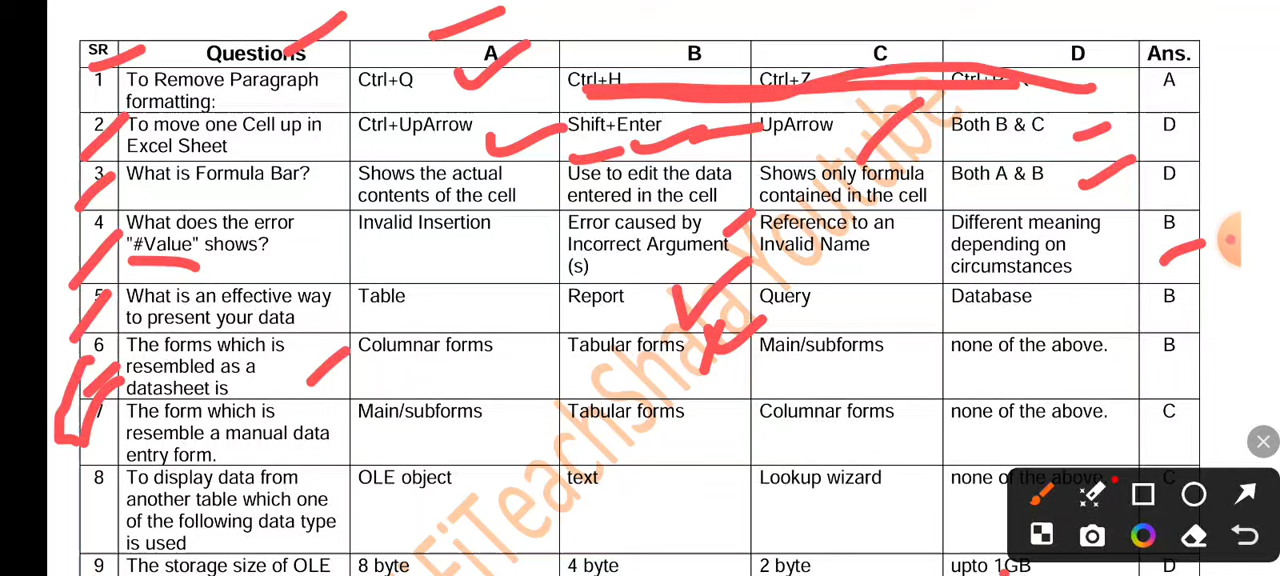 SR Questions A B C D Ans.
1 To Remove Paragraph formatting: Ctrl+Q Ctrl+H Ctrl+Z A
2 To move one Cell up in Excel Sheet Ctrl+UpArrow Shift+Enter UpArrow Both B & C D
3 What is Formula Bar? Shows the actual contents of the cell Use to edit the data entered in the cell Shows only formula contained in the cell Both A & B D
4 What does the error "#Value" shows? Invalid Insertion Error caused by Incorrect Argument (s) Reference to an Invalid Name Different meaning depending on circumstances B
5 What is an effective way to present your data Table Report Query Database B
6 The forms which is resembled as a datasheet is Columnar forms Tabular forms Main/subforms none of the above. B
7 The form which is resemble a manual data entry form. Main/subforms Tabular forms Columnar forms none of the above. C
8 To display data from another table which one of the following data type is used OLE object text Lookup wizard none of the above. C
9 The storage size of OLE 8 byte 4 byte 2 byte upto 1GB D
Youtube